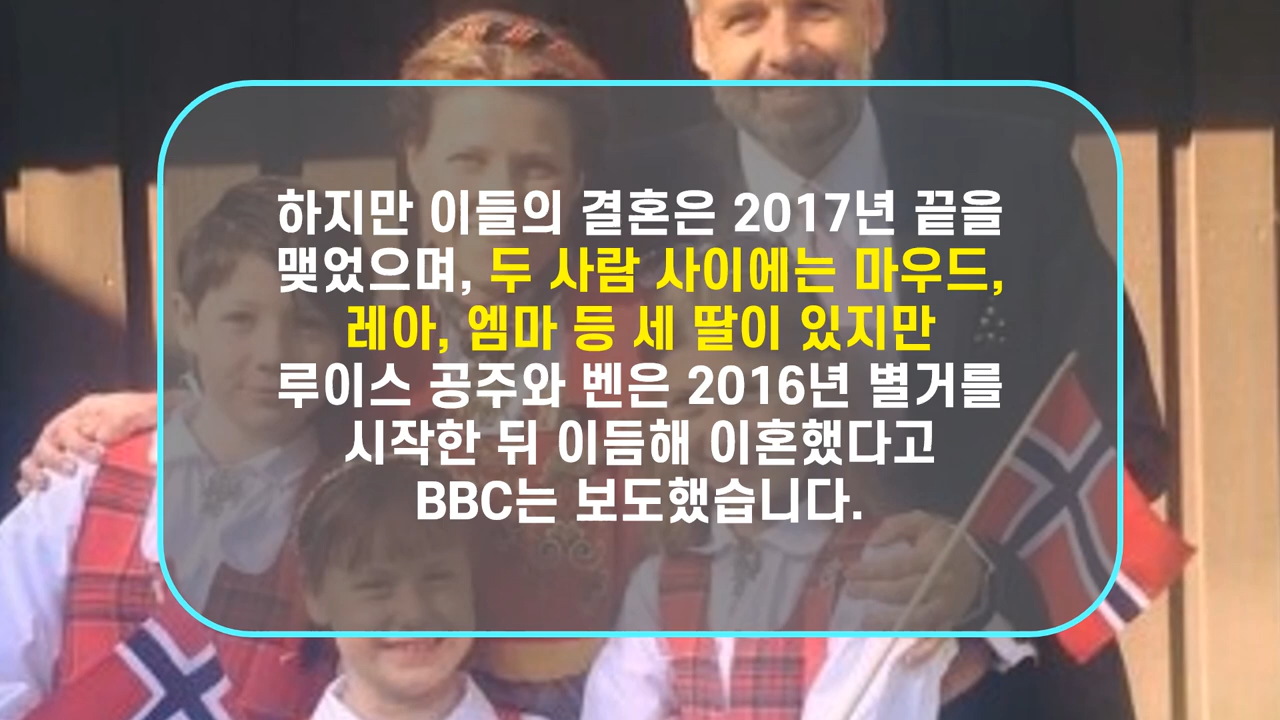 하지만 이들의 결혼은 2017년 끝을
맺었으며, 두 사람 사이에는 마우드,
레아, 엠마 등 세 딸이 있지만
루이스 공주와 벤은 2016년 별거를
시작한 뒤 이듬해 이혼했다고
BBC는 보도했습니다.